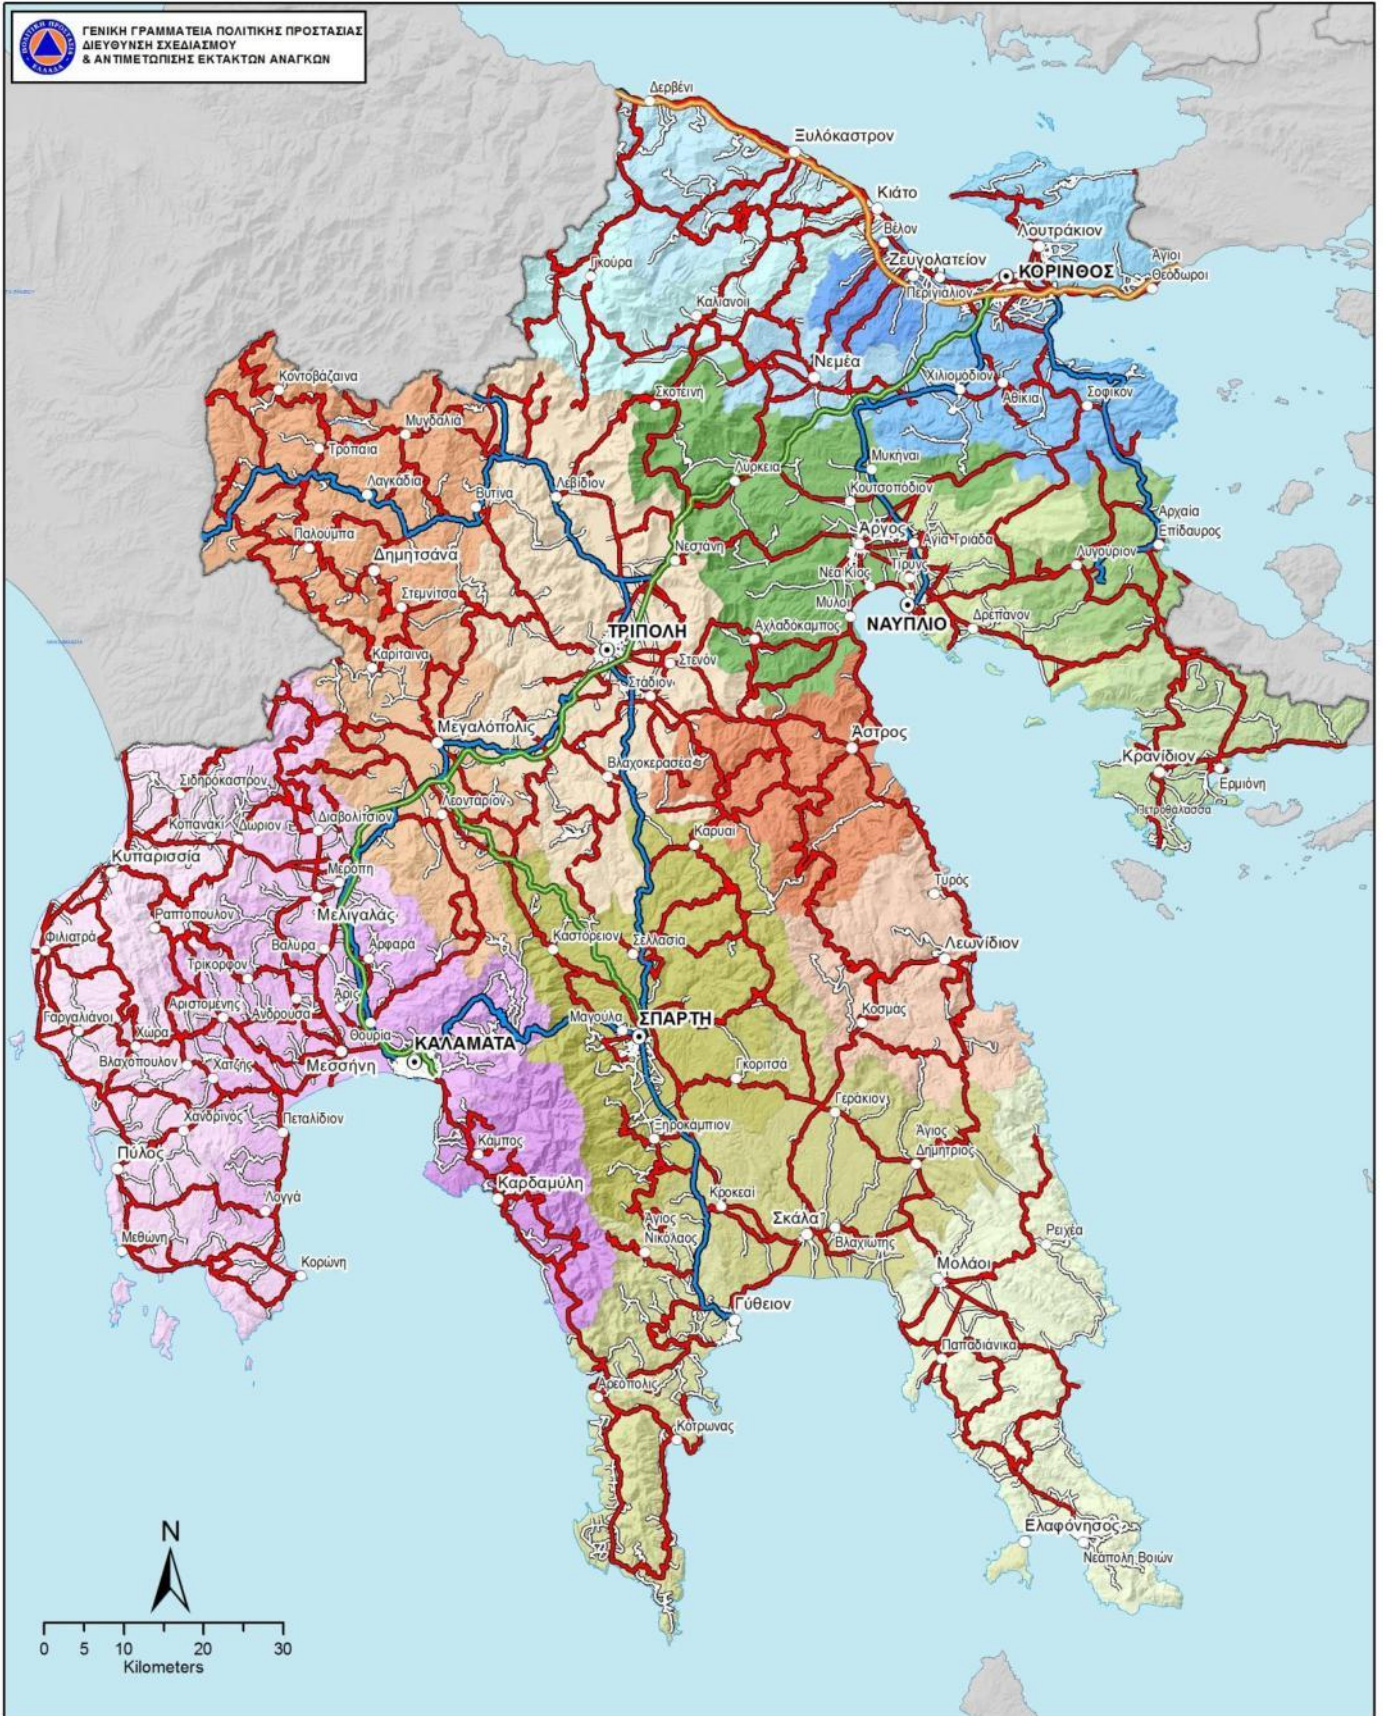 ΓΕΝΙΚΗ ΓΡΑΜΜΑΤΕΙΑ ΠΟΛΙΤΙΚΗΣ ΠΡΟΣΤΑΣΙΑΣ
ΔΙΕΥΘΥΝΣΗ ΣΧΕΔΙΑΣΜΟΥ
& ΑΝΤΙΜΕΤΩΠΙΣΗΣ ΕΚΤΑΚΤΩΝ ΑΝΑΓΚΩΝ
Δερβένι
Ξυλόκαστρον
Κιάτο
Βέλον
Λουτράκιον
Ζευγολατείον
Άγιοι
Θεόδωροι
ΚΟΡΙΝΘΟΣ
Γκούρα
Περιγιάλιον
Καλιανοί
Νεμέα
Κοντοβάζαινα
Χιλιομόδιον
Αθίκια
Σκοτεινή
Σοφικόν
Μυγδαλιά
Τρόπαια
Μυκήναι
Λύρκεια
Λαγκάδια
Βυτίνα
Λεβίδιον
Κουτσοπόδιον
Αρχαία
Επίδαυρος
Παλούμπα
Άργος
Αγία Τριάδα
Δημητσάνα
Νεστάνη
Λυγουριόν
Τίρυνς
Νέα Κίος
Στεμνίτσα
Μύλοι
ΝΑΥΠΛΙΟ
Δρέπανον
ΤΡΙΠΟΛΗ
Αχλαδόκαμπος
Καρίταινα
Στενόν
Στάδιον
Μεγαλόπολις
Άστρος
Κρανίδιον
Βλαχοκερασέα
Σιδηρόκαστρον
Ερμιόνη
Λεοντάριον
Πετροθάλασσα
Διαβολίτσιον
Κοπανάκι
Δώριον
Καρυαί
Κυπαρισσία
Μερόπη
Τυρός
Μελιγαλάς
Ραπτόπουλον
Φιλιατρά
Βαλύρα
Αρφαρά
Καστόρειον
Σελλασία
Λεωνίδιον
Τρίκορφον
Άρις
Αριστομένης
Ανδρούσα
Κοσμάς
Γαργαλιάνοι
Μαγούλα
ΣΠΑΡΤΗ
Χώρα
Θουρία
ΚΑΛΑΜΑΤΑ
Βλαχόπουλον
Χατζής
Μεσσήνη
Γκοριτσά
Χανδρινός
Πεταλίδιον
Γεράκιον
Ξηροκάμπιον
Άγιος
Δημήτριος
Κάμπος
Πύλος
Καρδαμύλη
Λογγά
Κροκεαί
Σκάλα
Άγιος
Νικόλαος
Βλαχιώτης
Ρειχέα
Μεθώνη
Κορώνη
Μολάοι
Γύθειον
Παπαδιάνικα
Αρεόπολις
Κότρωνας
Ελαφόνησος
Νεάπολη Βοιών
N
0 5 10 20 30
Kilometers